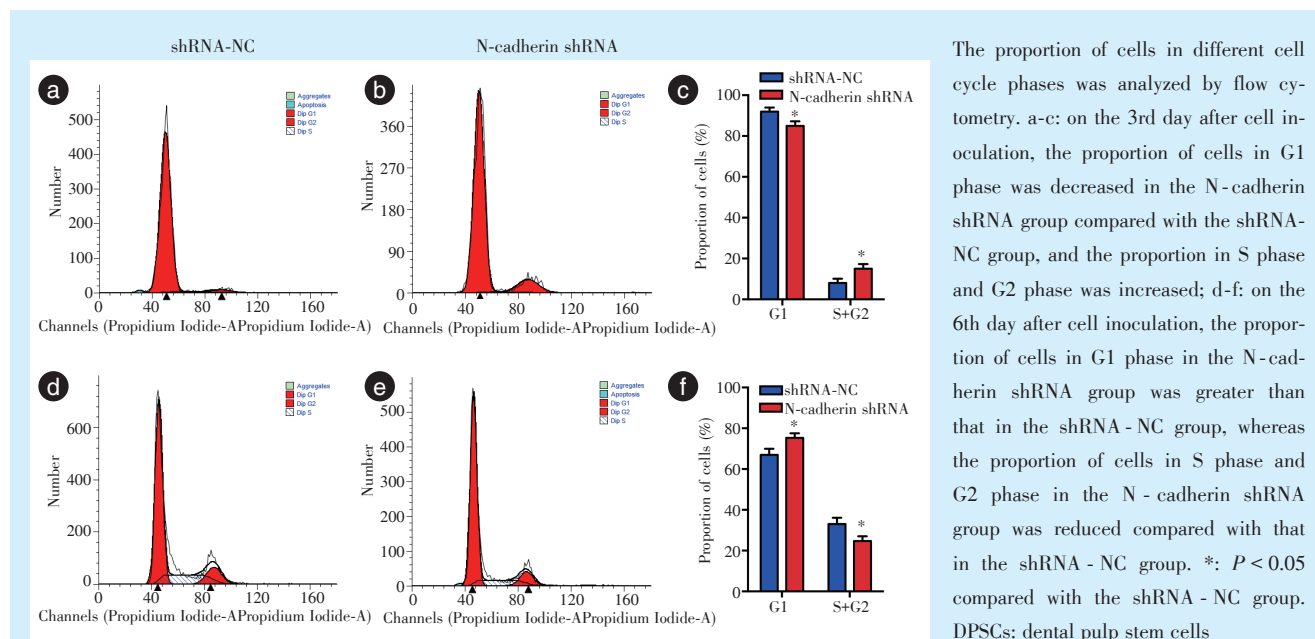 shRNA-NC
N-cadherin shRNA
a
Aggregates
Apoptosis
Dip G1
Dip G2
Dip S
Number
500
400
300
200
100
0
0 40 80 120 160
Channels (Propidium Iodide-APropidium Iodide-A)
b
Aggregates
Dip G1
Dip G2
Dip S
Number
360
270
180
90
0
0 40 80 120 160
Channels (Propidium Iodide-APropidium Iodide-A)
c
shRNA-NC
N-cadherin shRNA
Proportion of cells (%)
100
80
60
40
20
0
*
*
G1 S+G2
d
Aggregates
Dip G1
Dip G2
Dip S
Number
600
400
200
0
0 40 80 120 160
Channels (Propidium Iodide-APropidium Iodide-A)
e
Aggregates
Apoptosis
Dip G1
Dip G2
Dip S
Number
500
400
300
200
100
0
0 40 80 120 160
Channels (Propidium Iodide-APropidium Iodide-A)
f
shRNA-NC
N-cadherin shRNA
Proportion of cells (%)
100
80
60
40
20
0
*
*
G1 S+G2
The proportion of cells in different cell
cycle phases was analyzed by flow cy-
tometry. a-c: on the 3rd day after cell in-
oculation, the proportion of cells in G1
phase was decreased in the N-cadherin
shRNA group compared with the shRNA-
NC group, and the proportion in S phase
and G2 phase was increased; d-f: on the
6th day after cell inoculation, the propor-
tion of cells in G1 phase in the N-cad-
herin shRNA group was greater than
that in the shRNA-NC group, whereas
the proportion of cells in S phase and
G2 phase in the N-cadherin shRNA
group was reduced compared with that
in the shRNA-NC group. *: P < 0.05
compared with the shRNA-NC group.
DPSCs: dental pulp stem cells